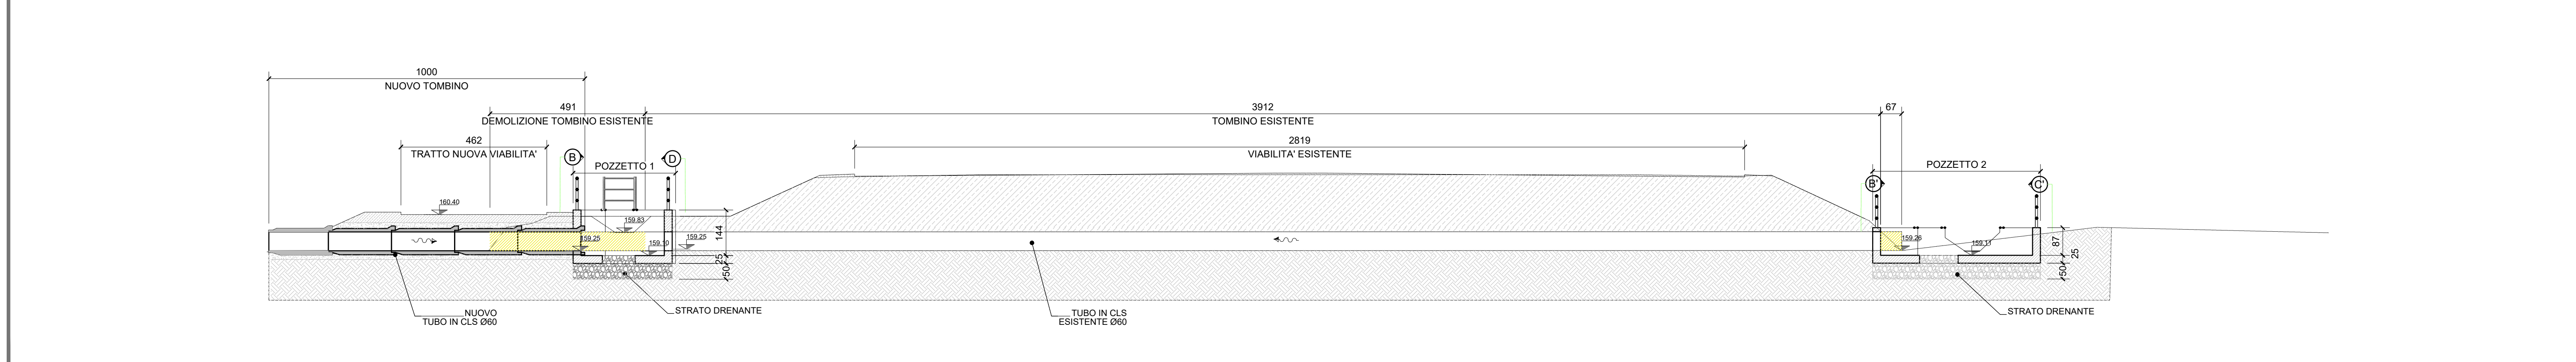 1000
NUOVO TOMBINO
491
DEMOLIZIONE TOMBINO ESISTENTE
3912
TOMBINO ESISTENTE
67
462
TRATTO NUOVA VIABILITA'
2819
VIABILITA' ESISTENTE
B
POZZETTO 1
D
POZZETTO 2
B'
C'
160.40
159.83
159.25
159.10
159.25
144
25
50
159.26
159.17
87
25
50
NUOVO
TUBO IN CLS Ø60
STRATO DRENANTE
TUBO IN CLS
ESISTENTE Ø60
STRATO DRENANTE